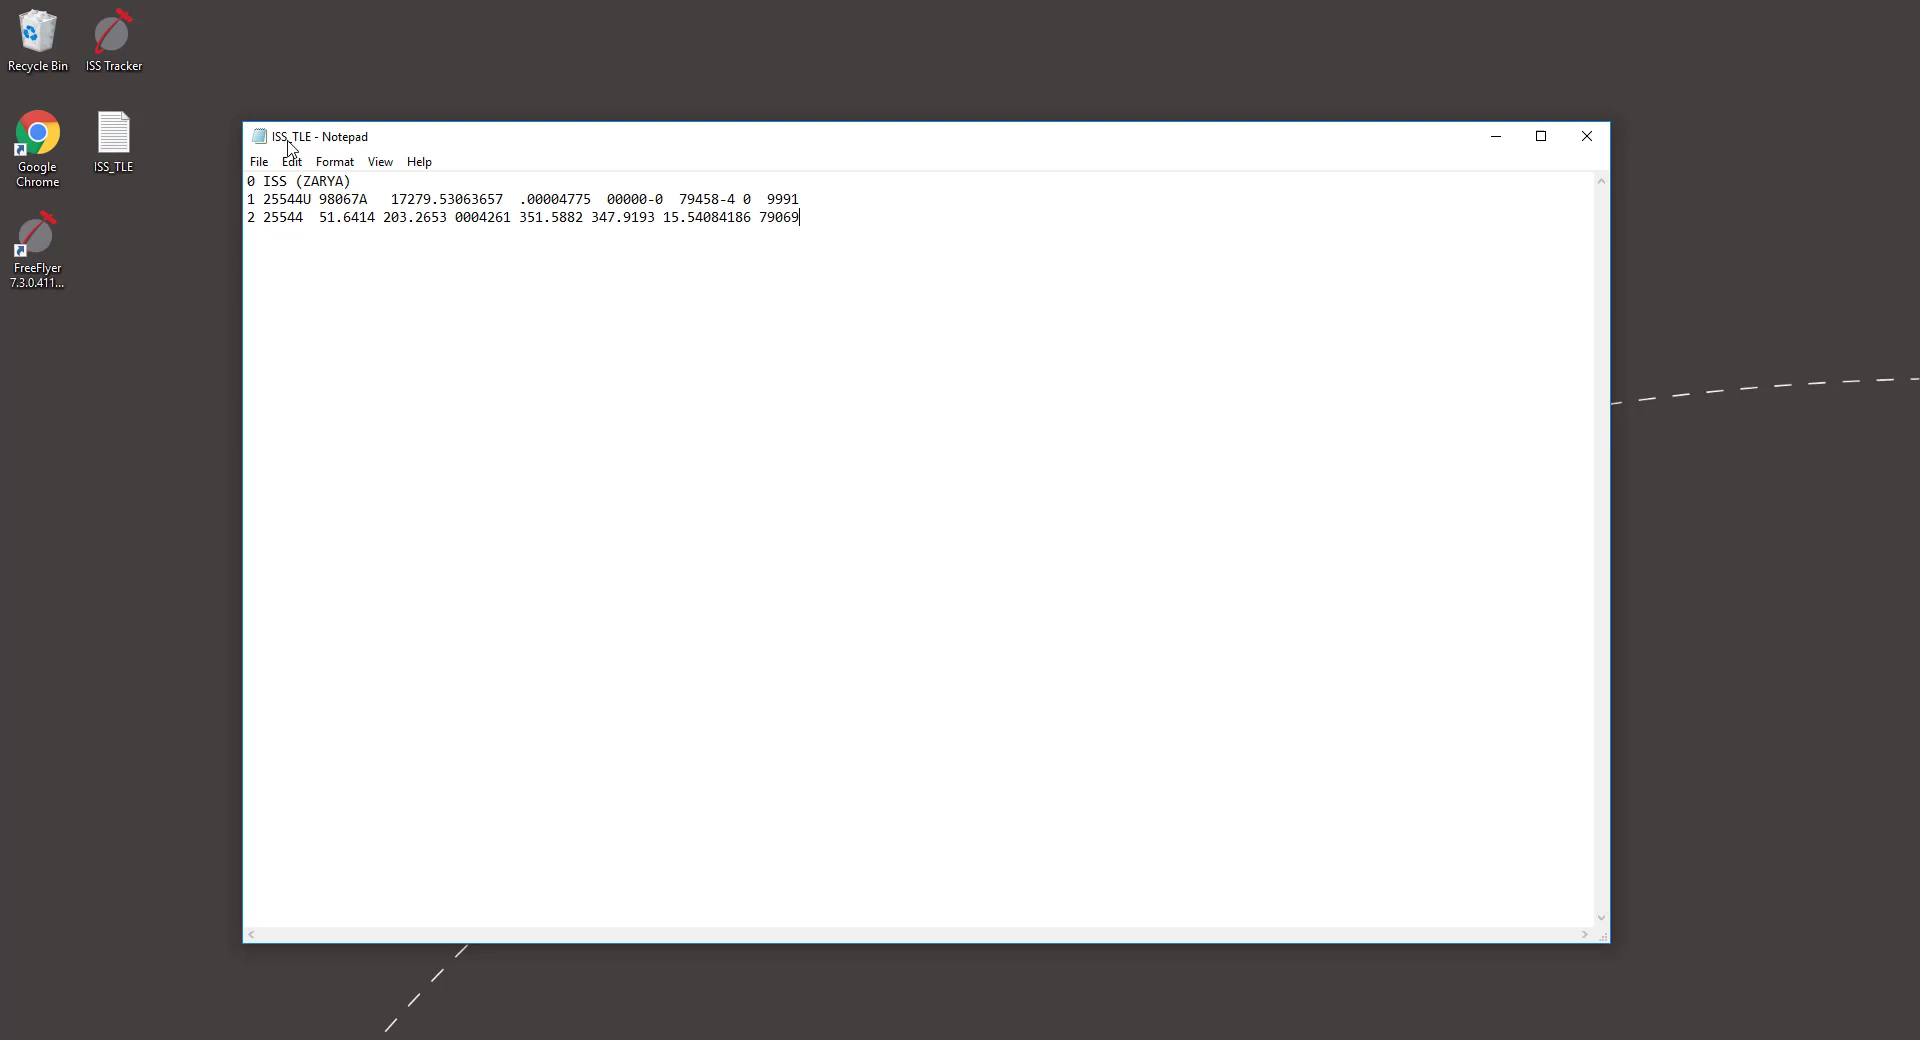 Recycle Bin
ISS Tracker
Google
Chrome
ISS_TLE
FreeFlyer
7.3.0.411...
ISS_TLE - Notepad
File Edit Format View Help
0 ISS (ZARYA)
1 25544U 98067A   17279.53063657  .00004775  00000-0  79458-4 0  9991
2 25544  51.6414 203.2653 0004261 351.5882 347.9193 15.54084186 79069